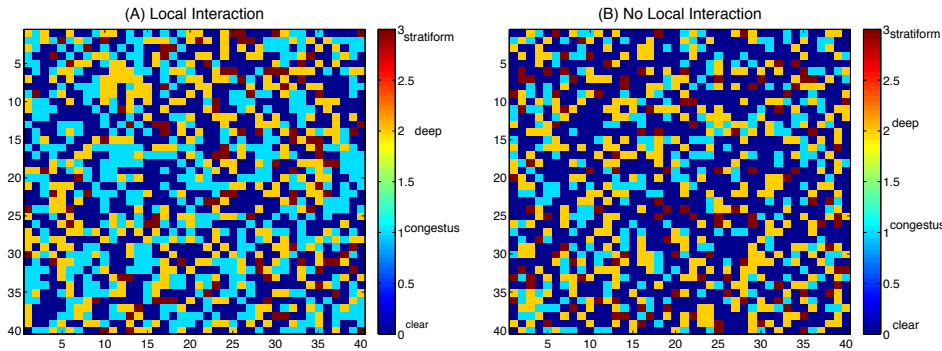 (A) Local Interaction
(B) No Local Interaction
5
10
15
20
25
30
35
40
5 10 15 20 25 30 35 40
3 stratiform
2.5
2 deep
1.5
1 congestus
0.5
0 clear
5
10
15
20
25
30
35
40
5 10 15 20 25 30 35 40
3 stratiform
2.5
2 deep
1.5
1 congestus
0.5
0 clear